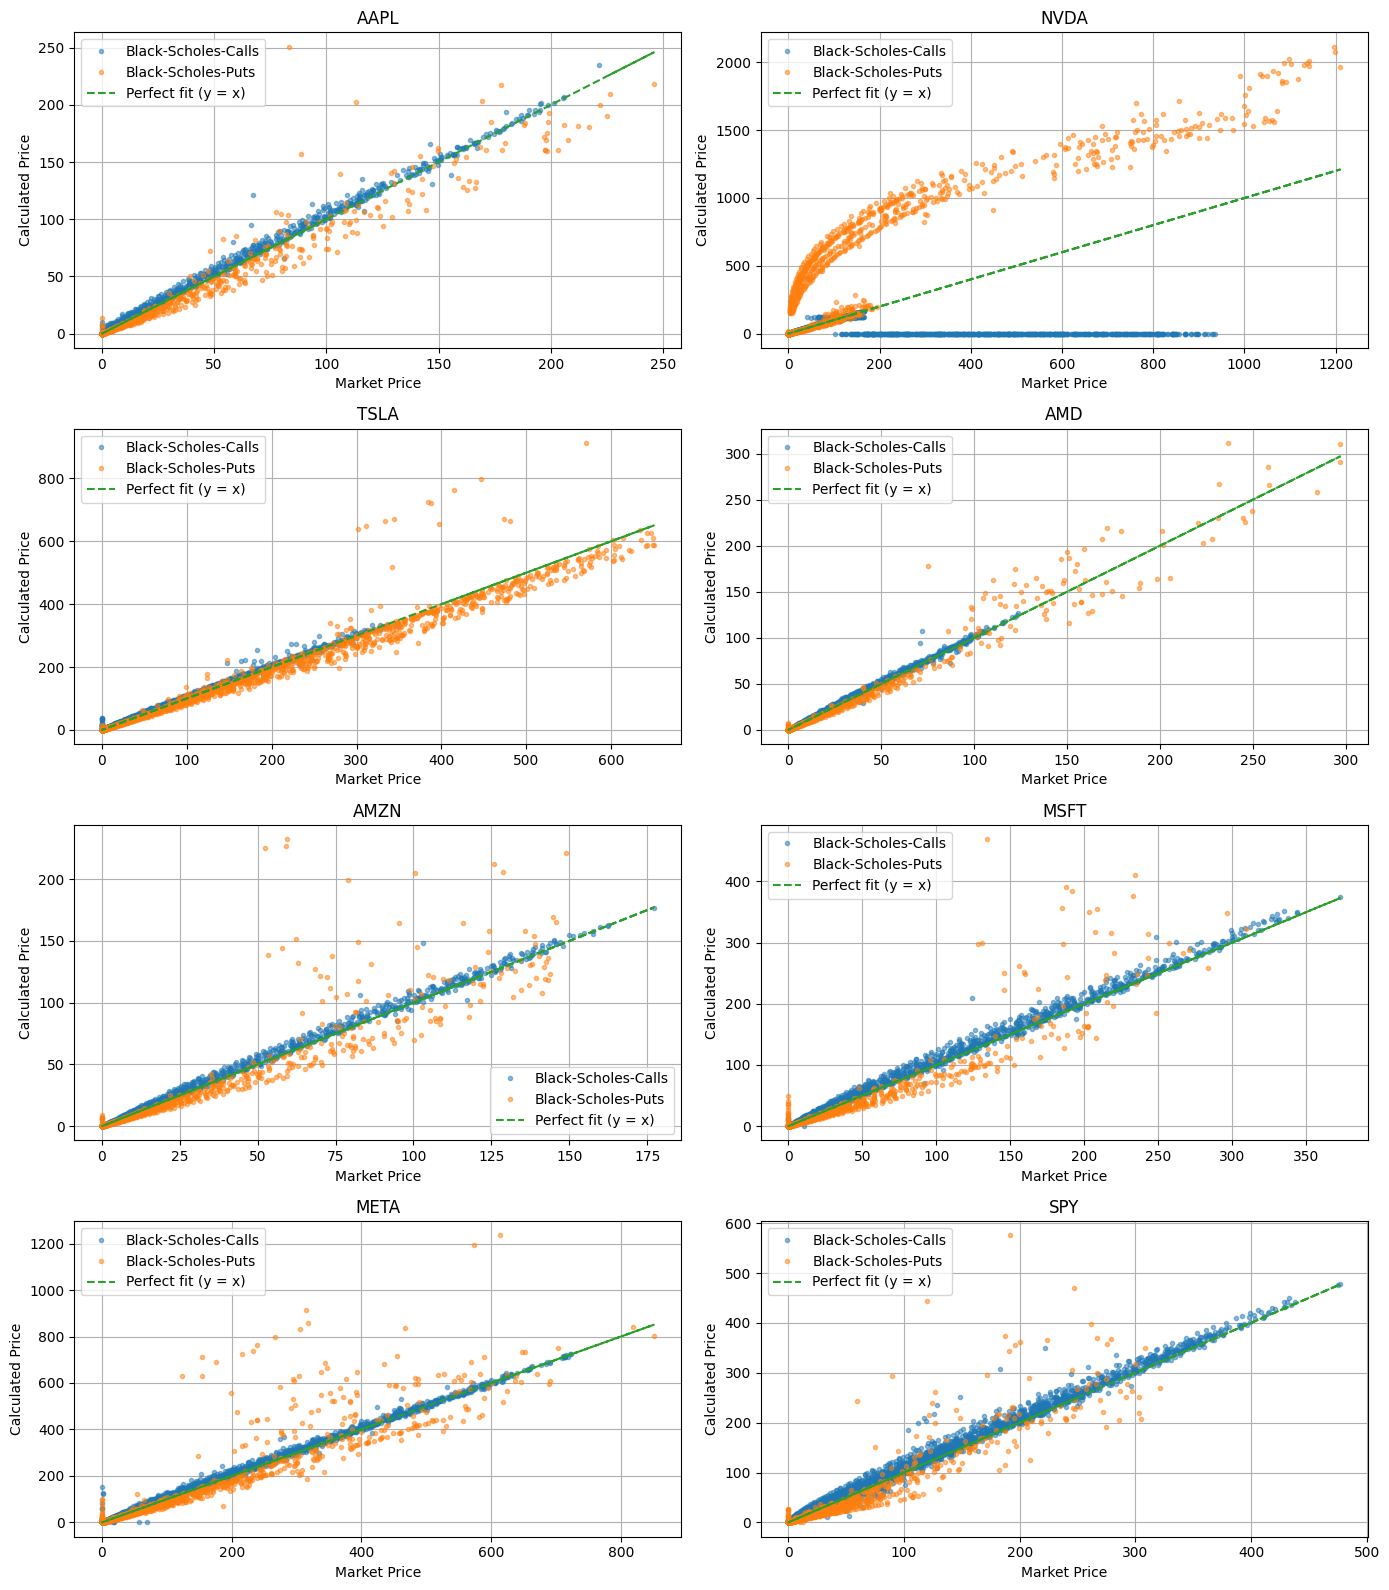 AAPL
250
200
150
100
50
0
Calculated Price
Black-Scholes-Calls
Black-Scholes-Puts
Perfect fit (y = x)
0 50 100 150 200 250
Market Price
NVDA
2000
1500
1000
500
0
Calculated Price
Black-Scholes-Calls
Black-Scholes-Puts
Perfect fit (y = x)
0 200 400 600 800 1000 1200
Market Price
TSLA
800
600
400
200
0
Calculated Price
Black-Scholes-Calls
Black-Scholes-Puts
Perfect fit (y = x)
0 100 200 300 400 500 600
Market Price
AMD
300
250
200
150
100
50
0
Calculated Price
Black-Scholes-Calls
Black-Scholes-Puts
Perfect fit (y = x)
0 50 100 150 200 250 300
Market Price
AMZN
200
150
100
50
0
Calculated Price
Black-Scholes-Calls
Black-Scholes-Puts
Perfect fit (y = x)
0 25 50 75 100 125 150 175
Market Price
MSFT
400
300
200
100
0
Calculated Price
Black-Scholes-Calls
Black-Scholes-Puts
Perfect fit (y = x)
0 50 100 150 200 250 300 350
Market Price
META
1200
1000
800
600
400
200
0
Calculated Price
Black-Scholes-Calls
Black-Scholes-Puts
Perfect fit (y = x)
0 200 400 600 800
Market Price
SPY
600
500
400
300
200
100
0
Calculated Price
Black-Scholes-Calls
Black-Scholes-Puts
Perfect fit (y = x)
0 100 200 300 400 500
Market Price